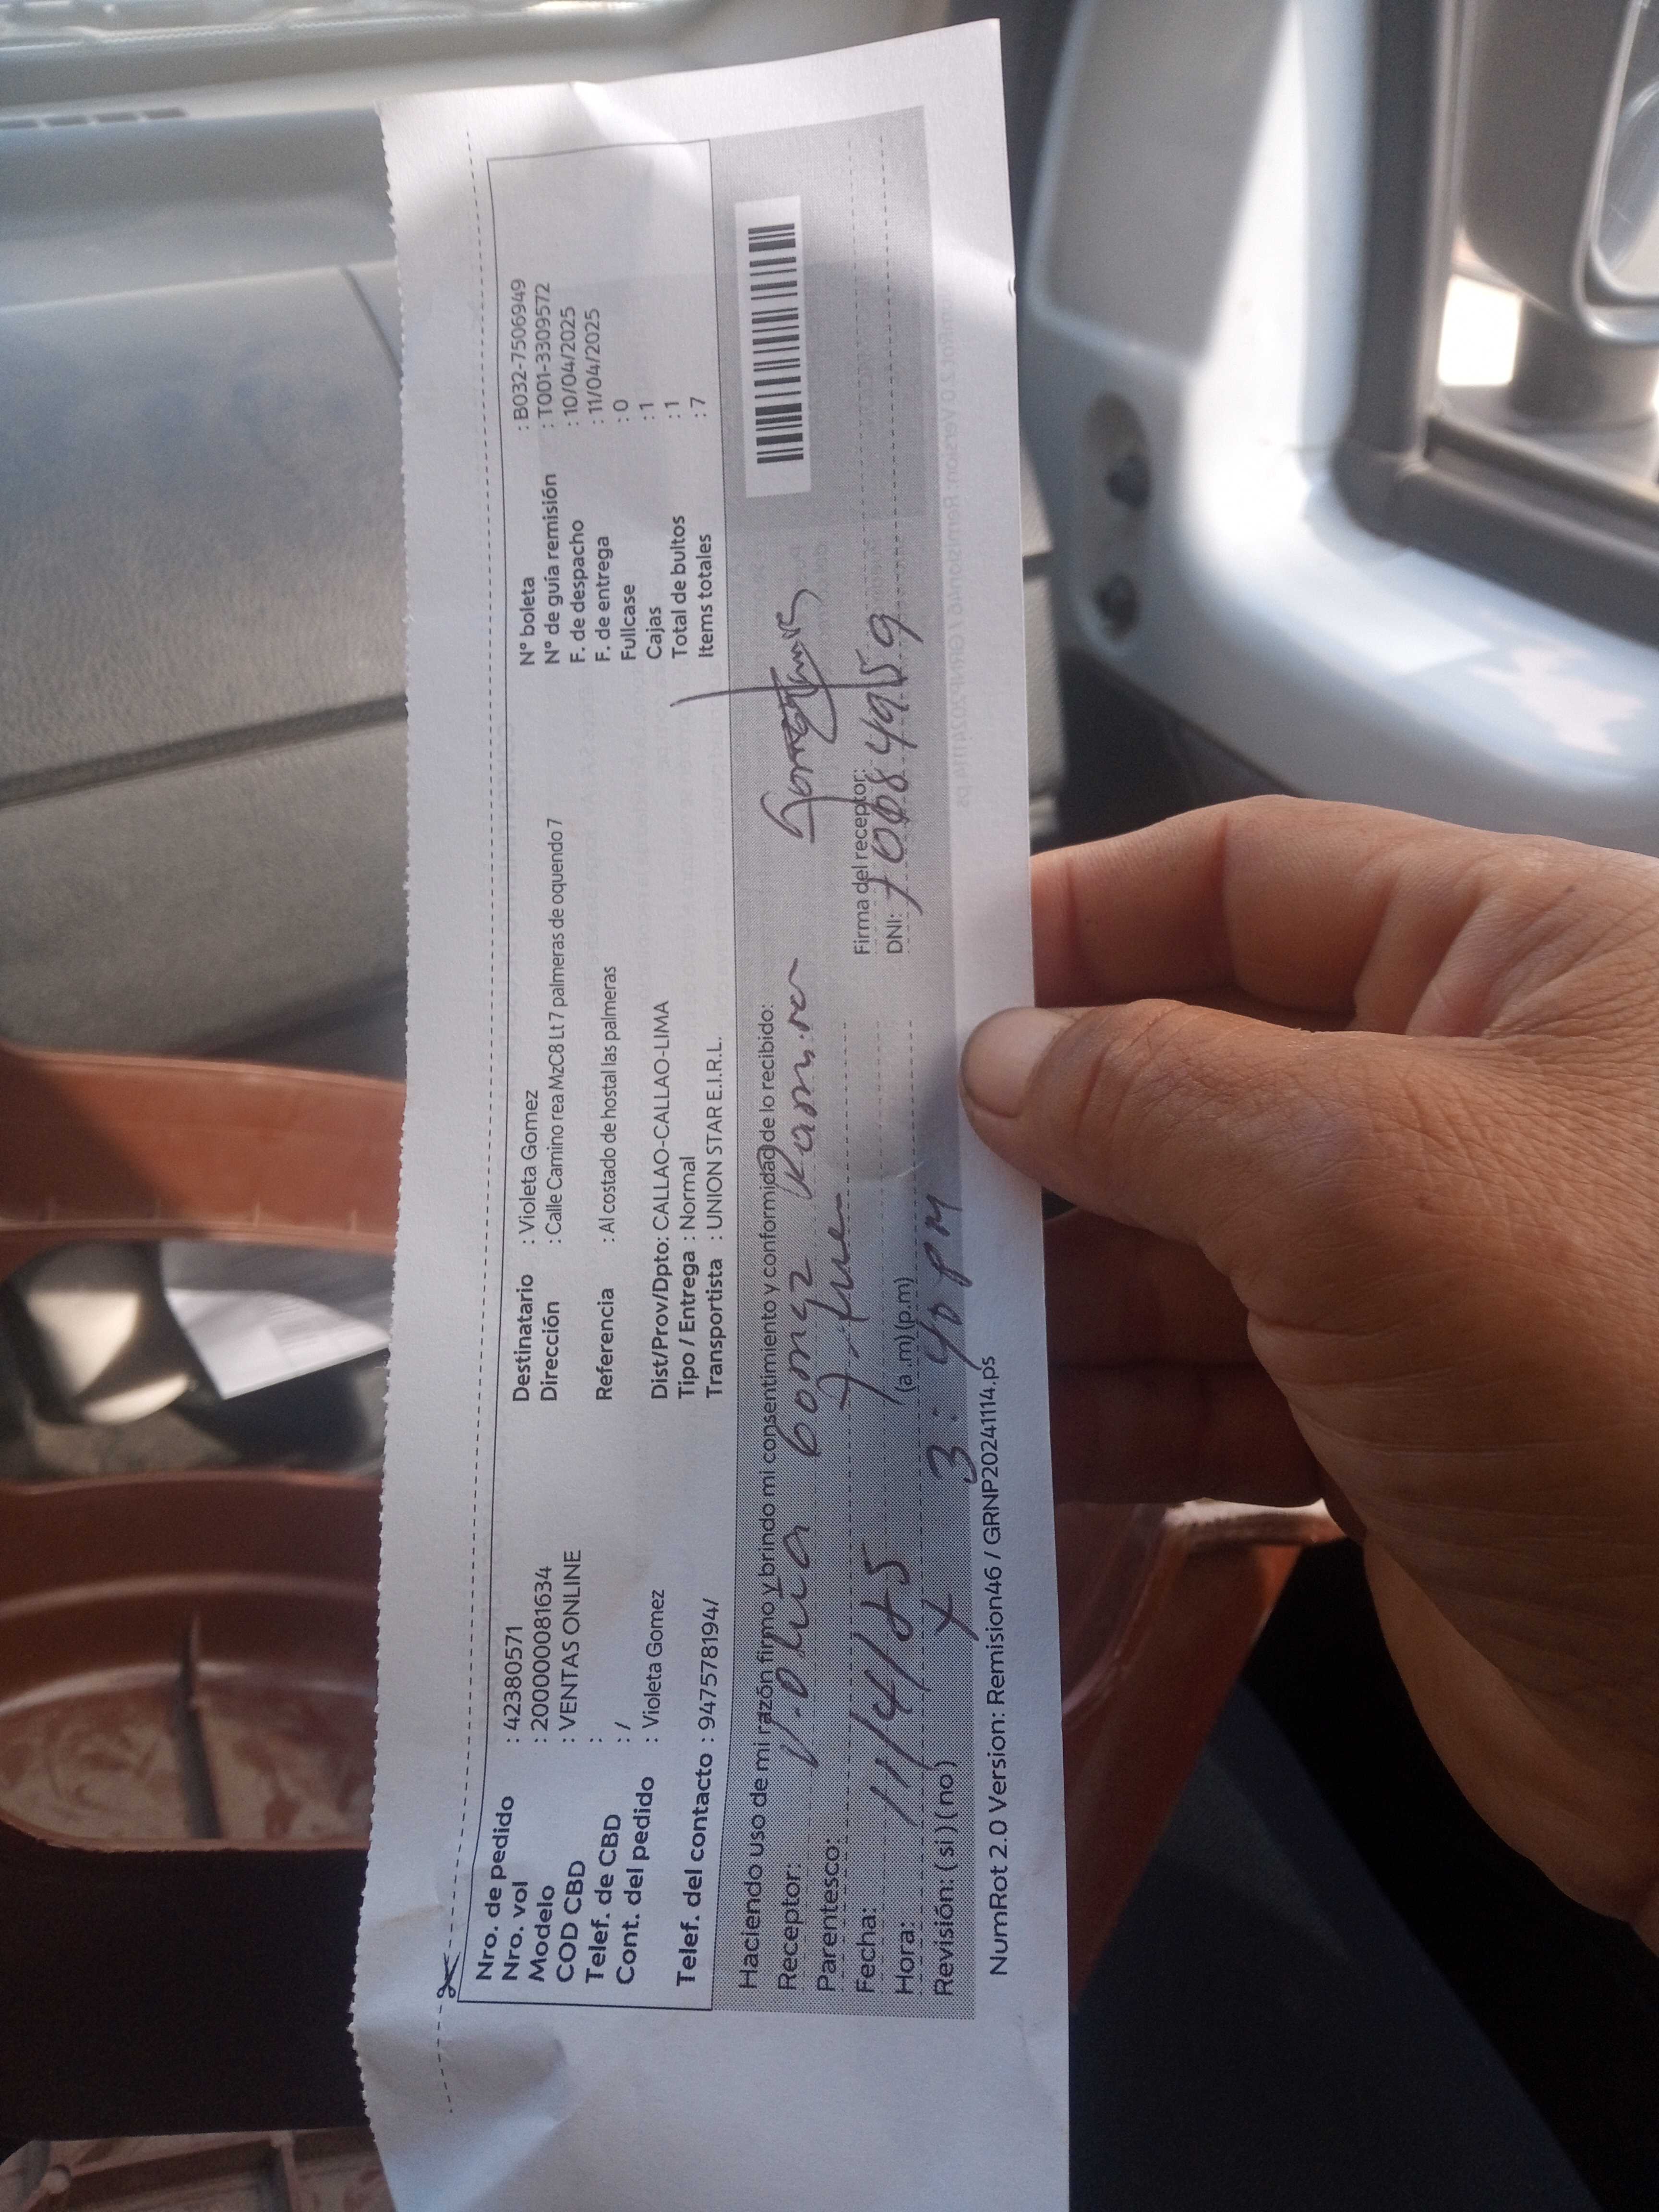 Nro. de pedido : 42380571
Nro. vol : 2000000081634
Modelo : VENTAS ONLINE
COD CBD :
Telef. de CBD : /
Cont. del pedido : Violeta Gomez
Telef. del contacto : 947578194/
Destinatario : Violeta Gomez
Dirección : Calle Camino rea MzC8 Lt 7 palmeras de oquendo 7
Referencia : Al costado de hostal las palmeras
Dist/Prov/Dpto: CALLAO-CALLAO-LIMA
Tipo / Entrega : Normal
Transportista : UNION STAR E.I.R.L.
N° boleta : B032-7506949
N° de guía remisión : T001-3309572
F. de despacho : 10/04/2025
F. de entrega : 11/04/2025
Fullcase : 0
Cajas : 1
Total de bultos : 1
Items totales : 7
Haciendo uso de mi razón firmo y brindo mi consentimiento y conformidad de lo recibido:
Receptor: Gomez
Parentesco:
Fecha: 11/4/25
Hora: 3:40 PM (a.m) (p.m)
Revisión: (si) (no)
Firma del receptor:
DNI:
NumRot 2.0 Version: Remision46 / GRNP20241114.ps